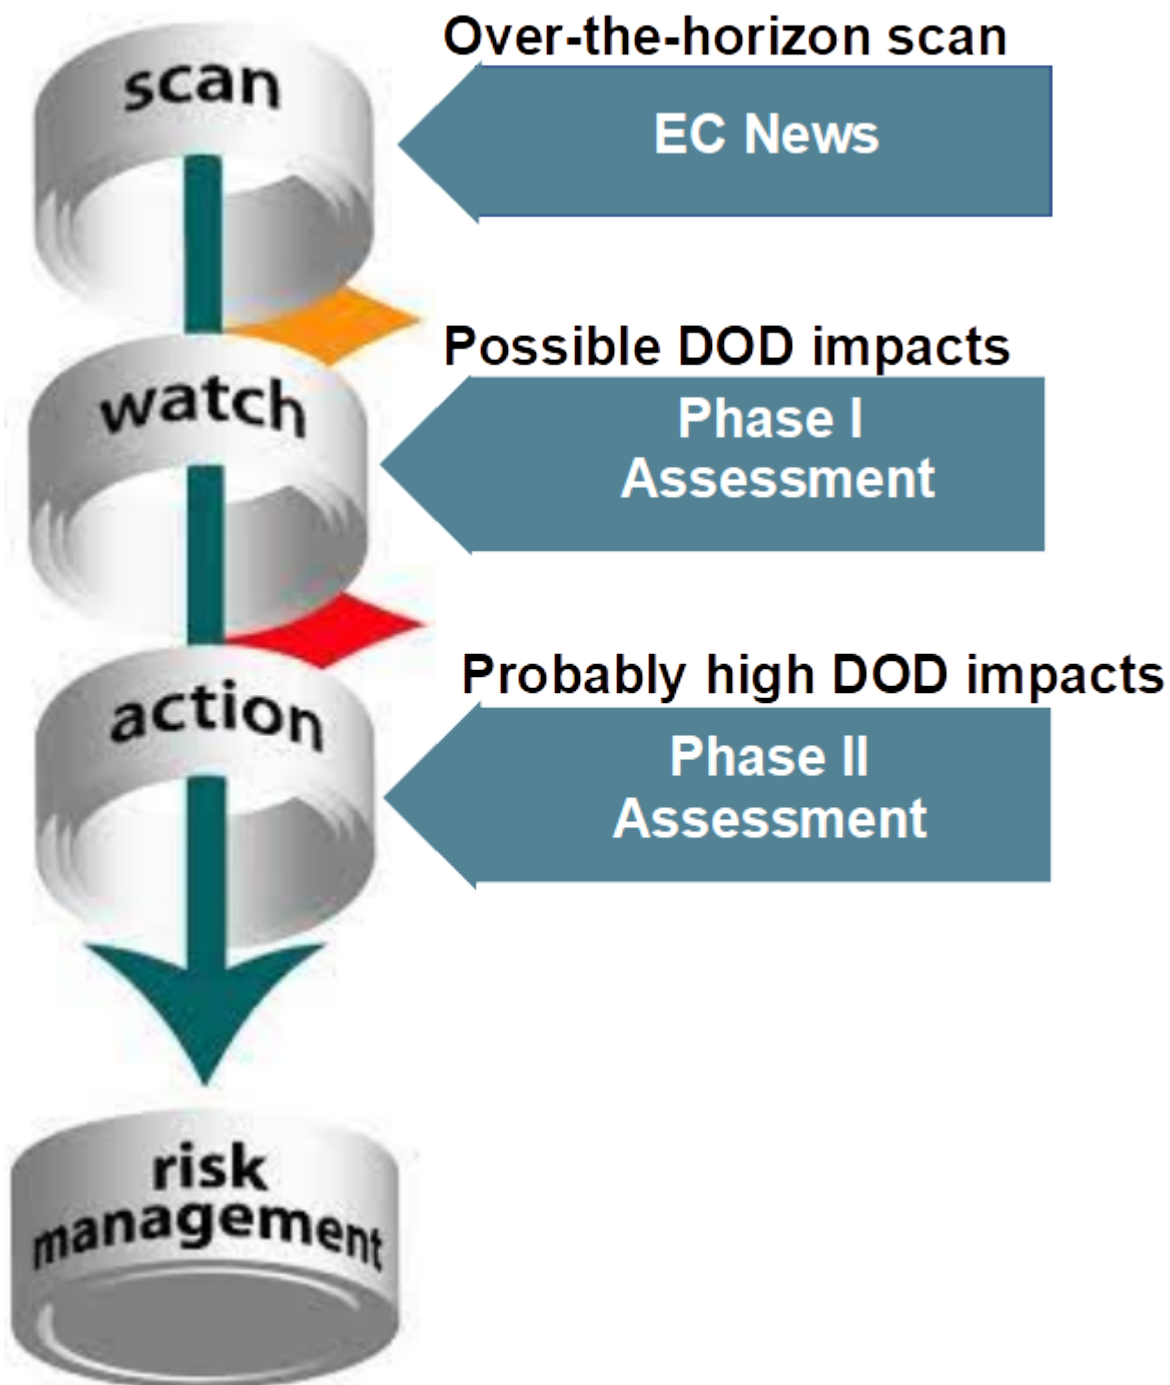 Over-the-horizon scan
scan
EC News
Possible DOD impacts
watch
Phase I
Assessment
Probably high DOD impacts
action
Phase II
Assessment
risk
management